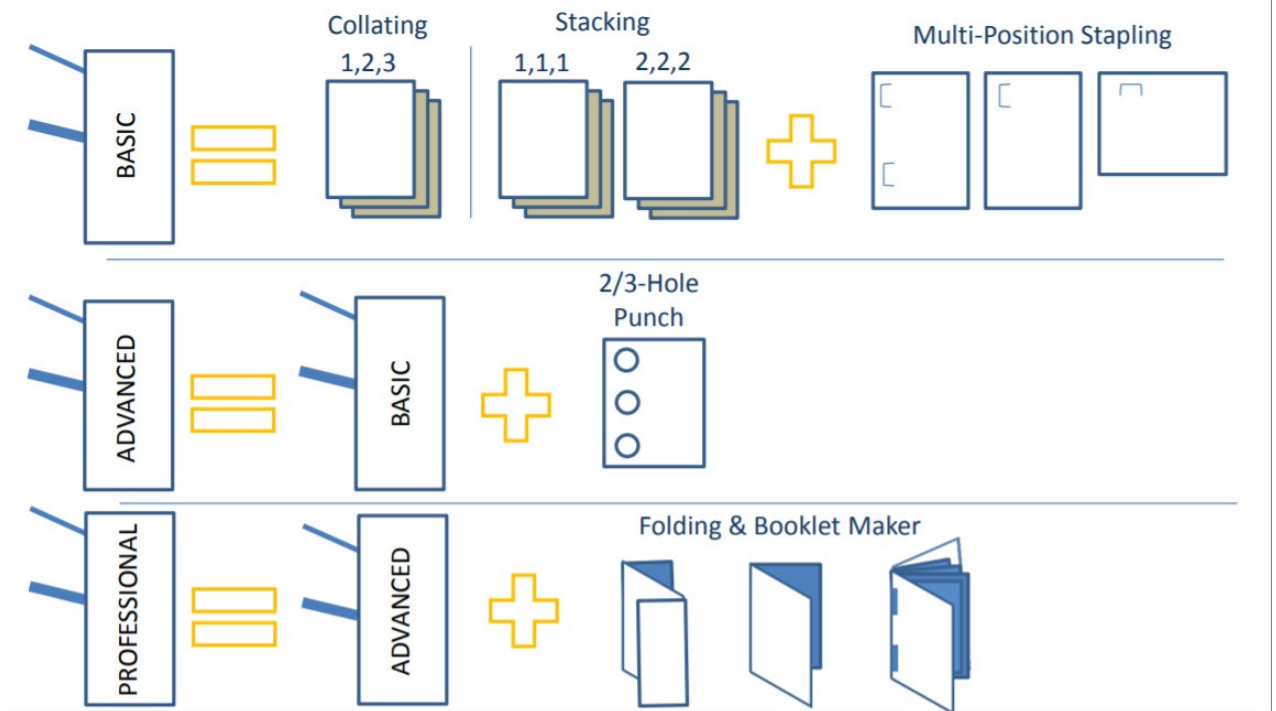 Collating
Stacking
Multi-Position Stapling
1,2,3
1,1,1
2,2,2
BASIC
2/3-Hole
Punch
ADVANCED
BASIC
Folding & Booklet Maker
PROFESSIONAL
ADVANCED